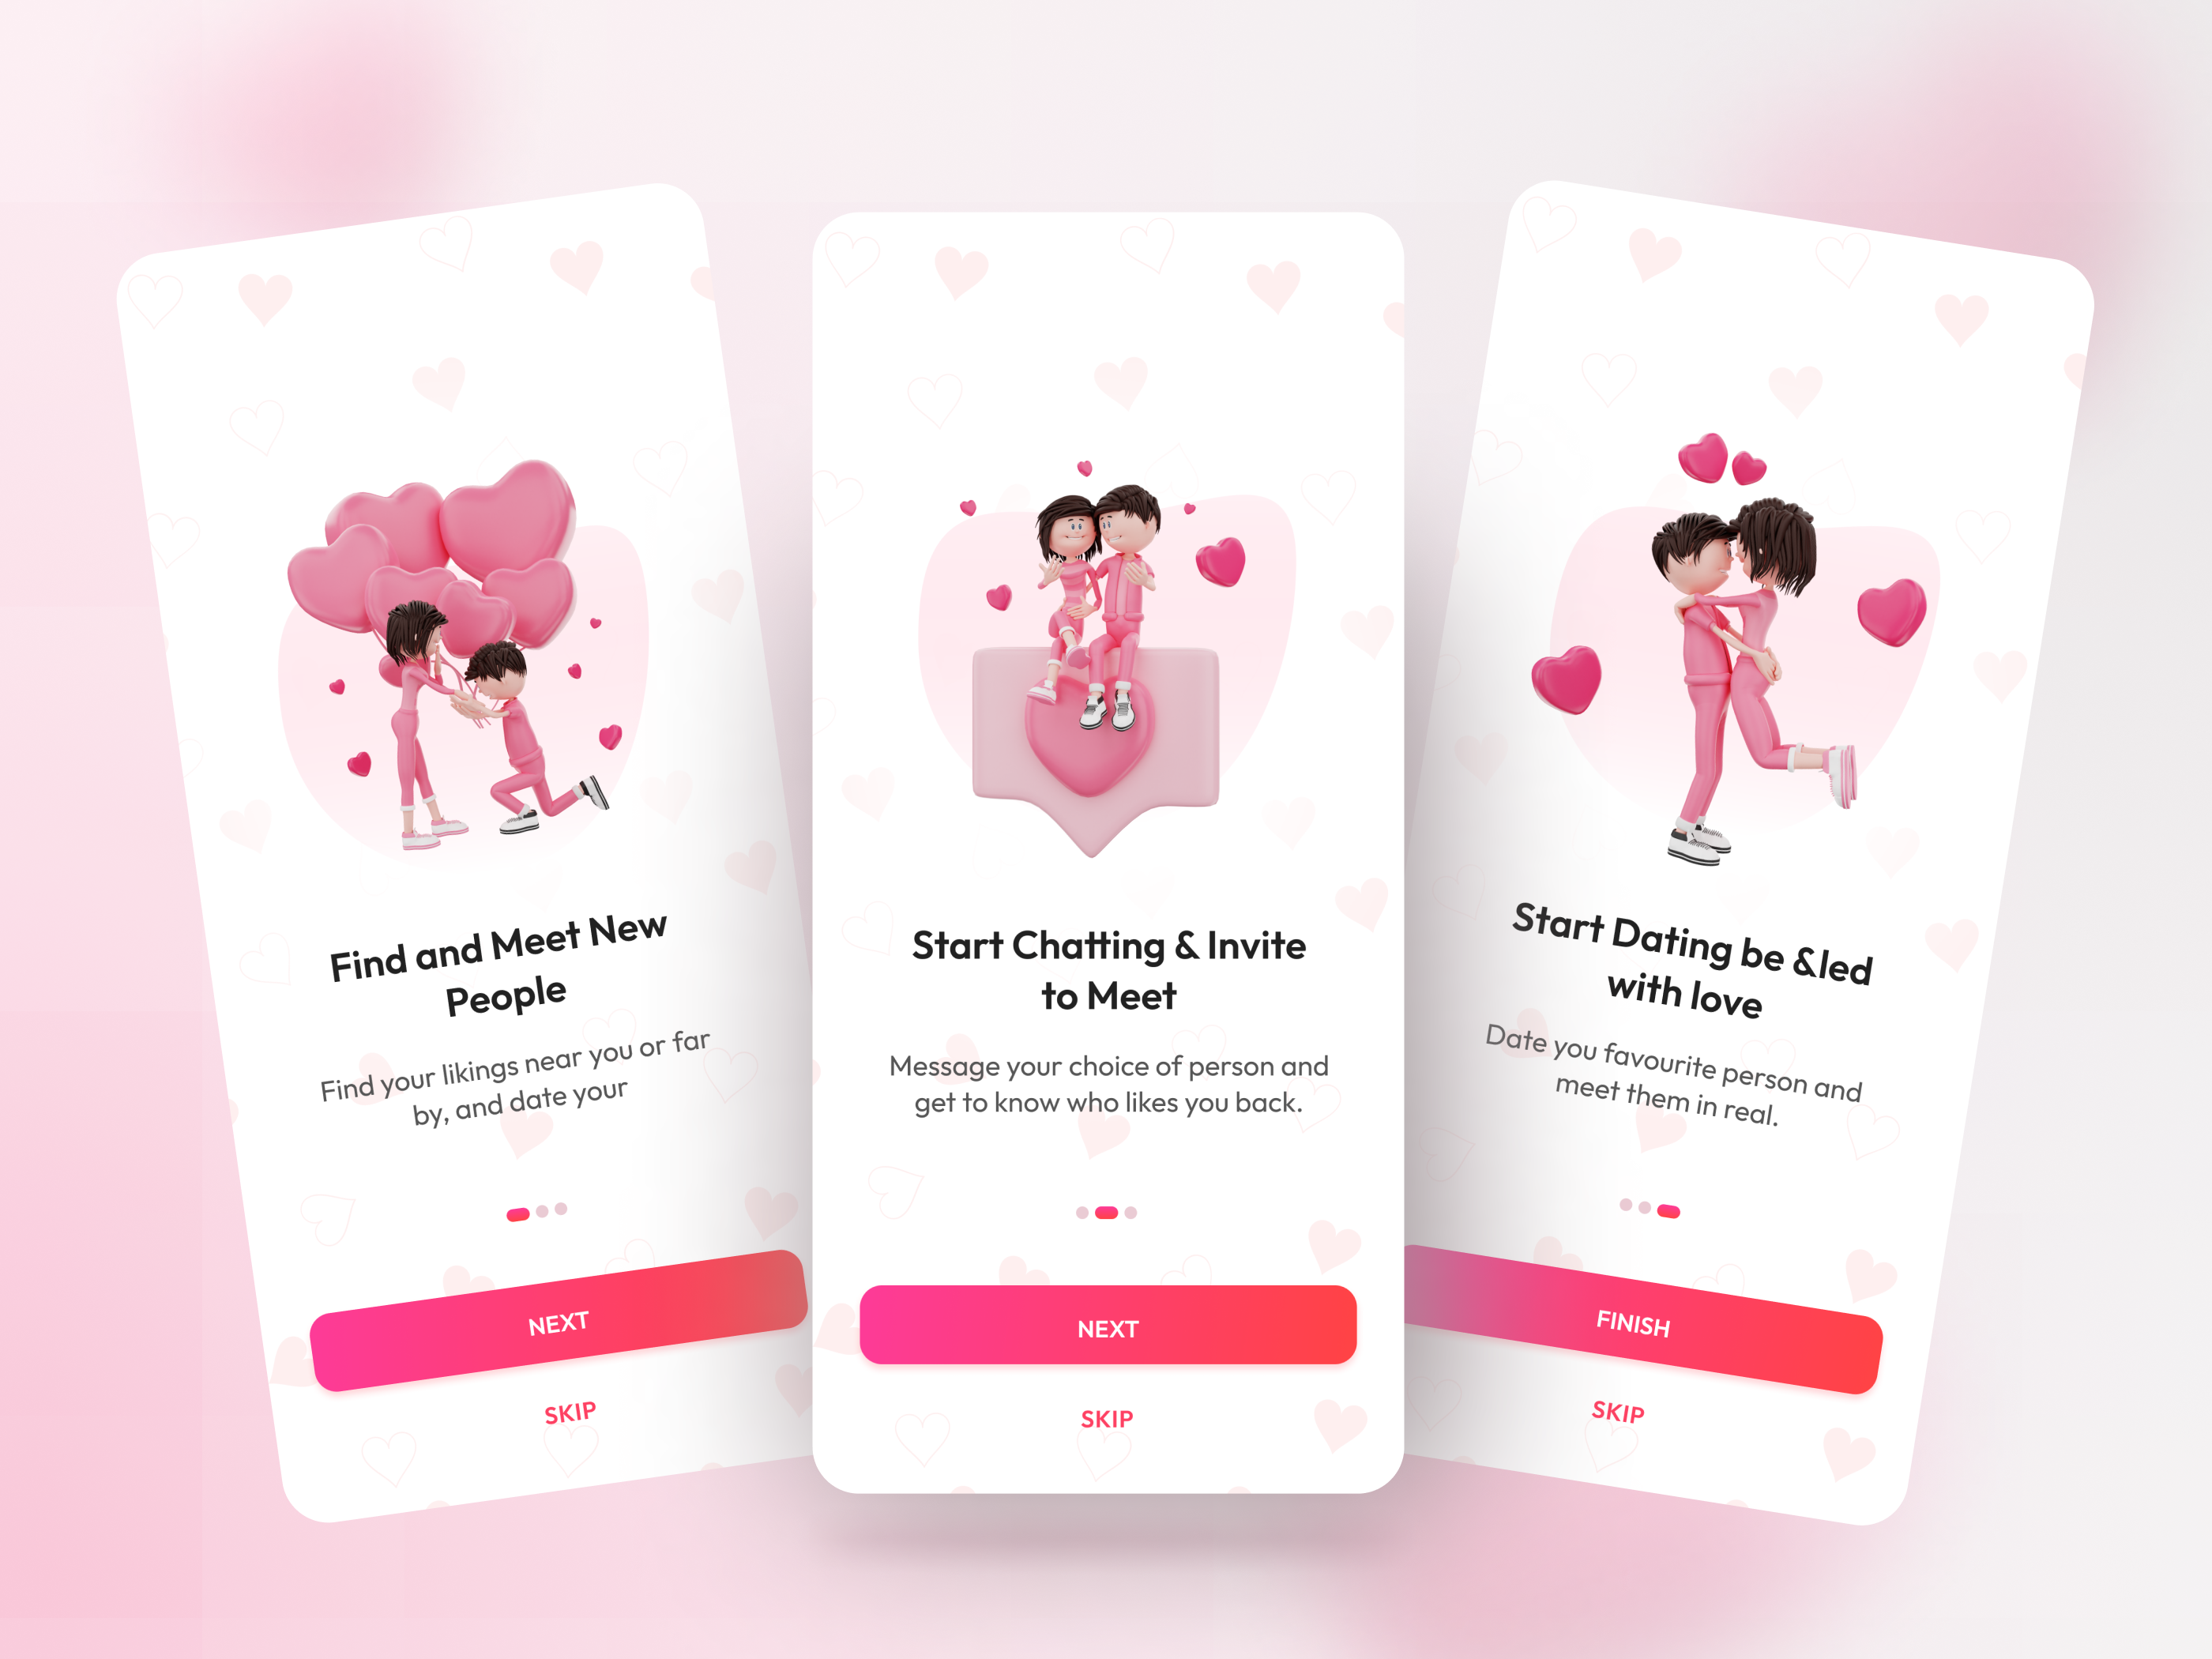 Find and Meet New
People
Find your likings near you or far
by, and date your
NEXT
SKIP
Start Chatting & Invite
to Meet
Message your choice of person and
get to know who likes you back.
NEXT
SKIP
Start Dating be &led
with love
Date you favourite person and
meet them in real.
FINISH
SKIP